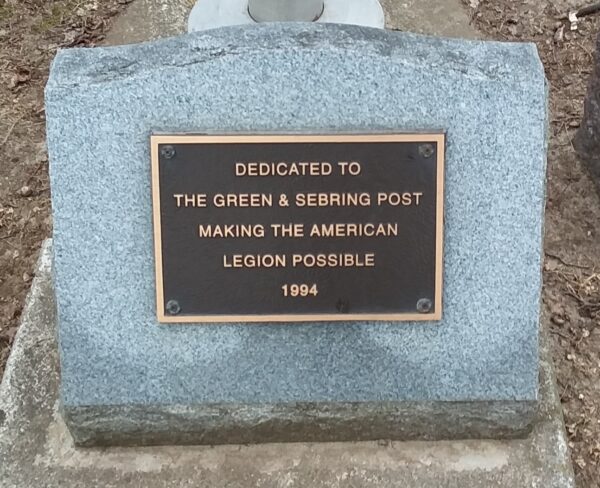 DEDICATED TO
THE GREEN & SEBRING POST
MAKING THE AMERICAN
LEGION POSSIBLE
1994